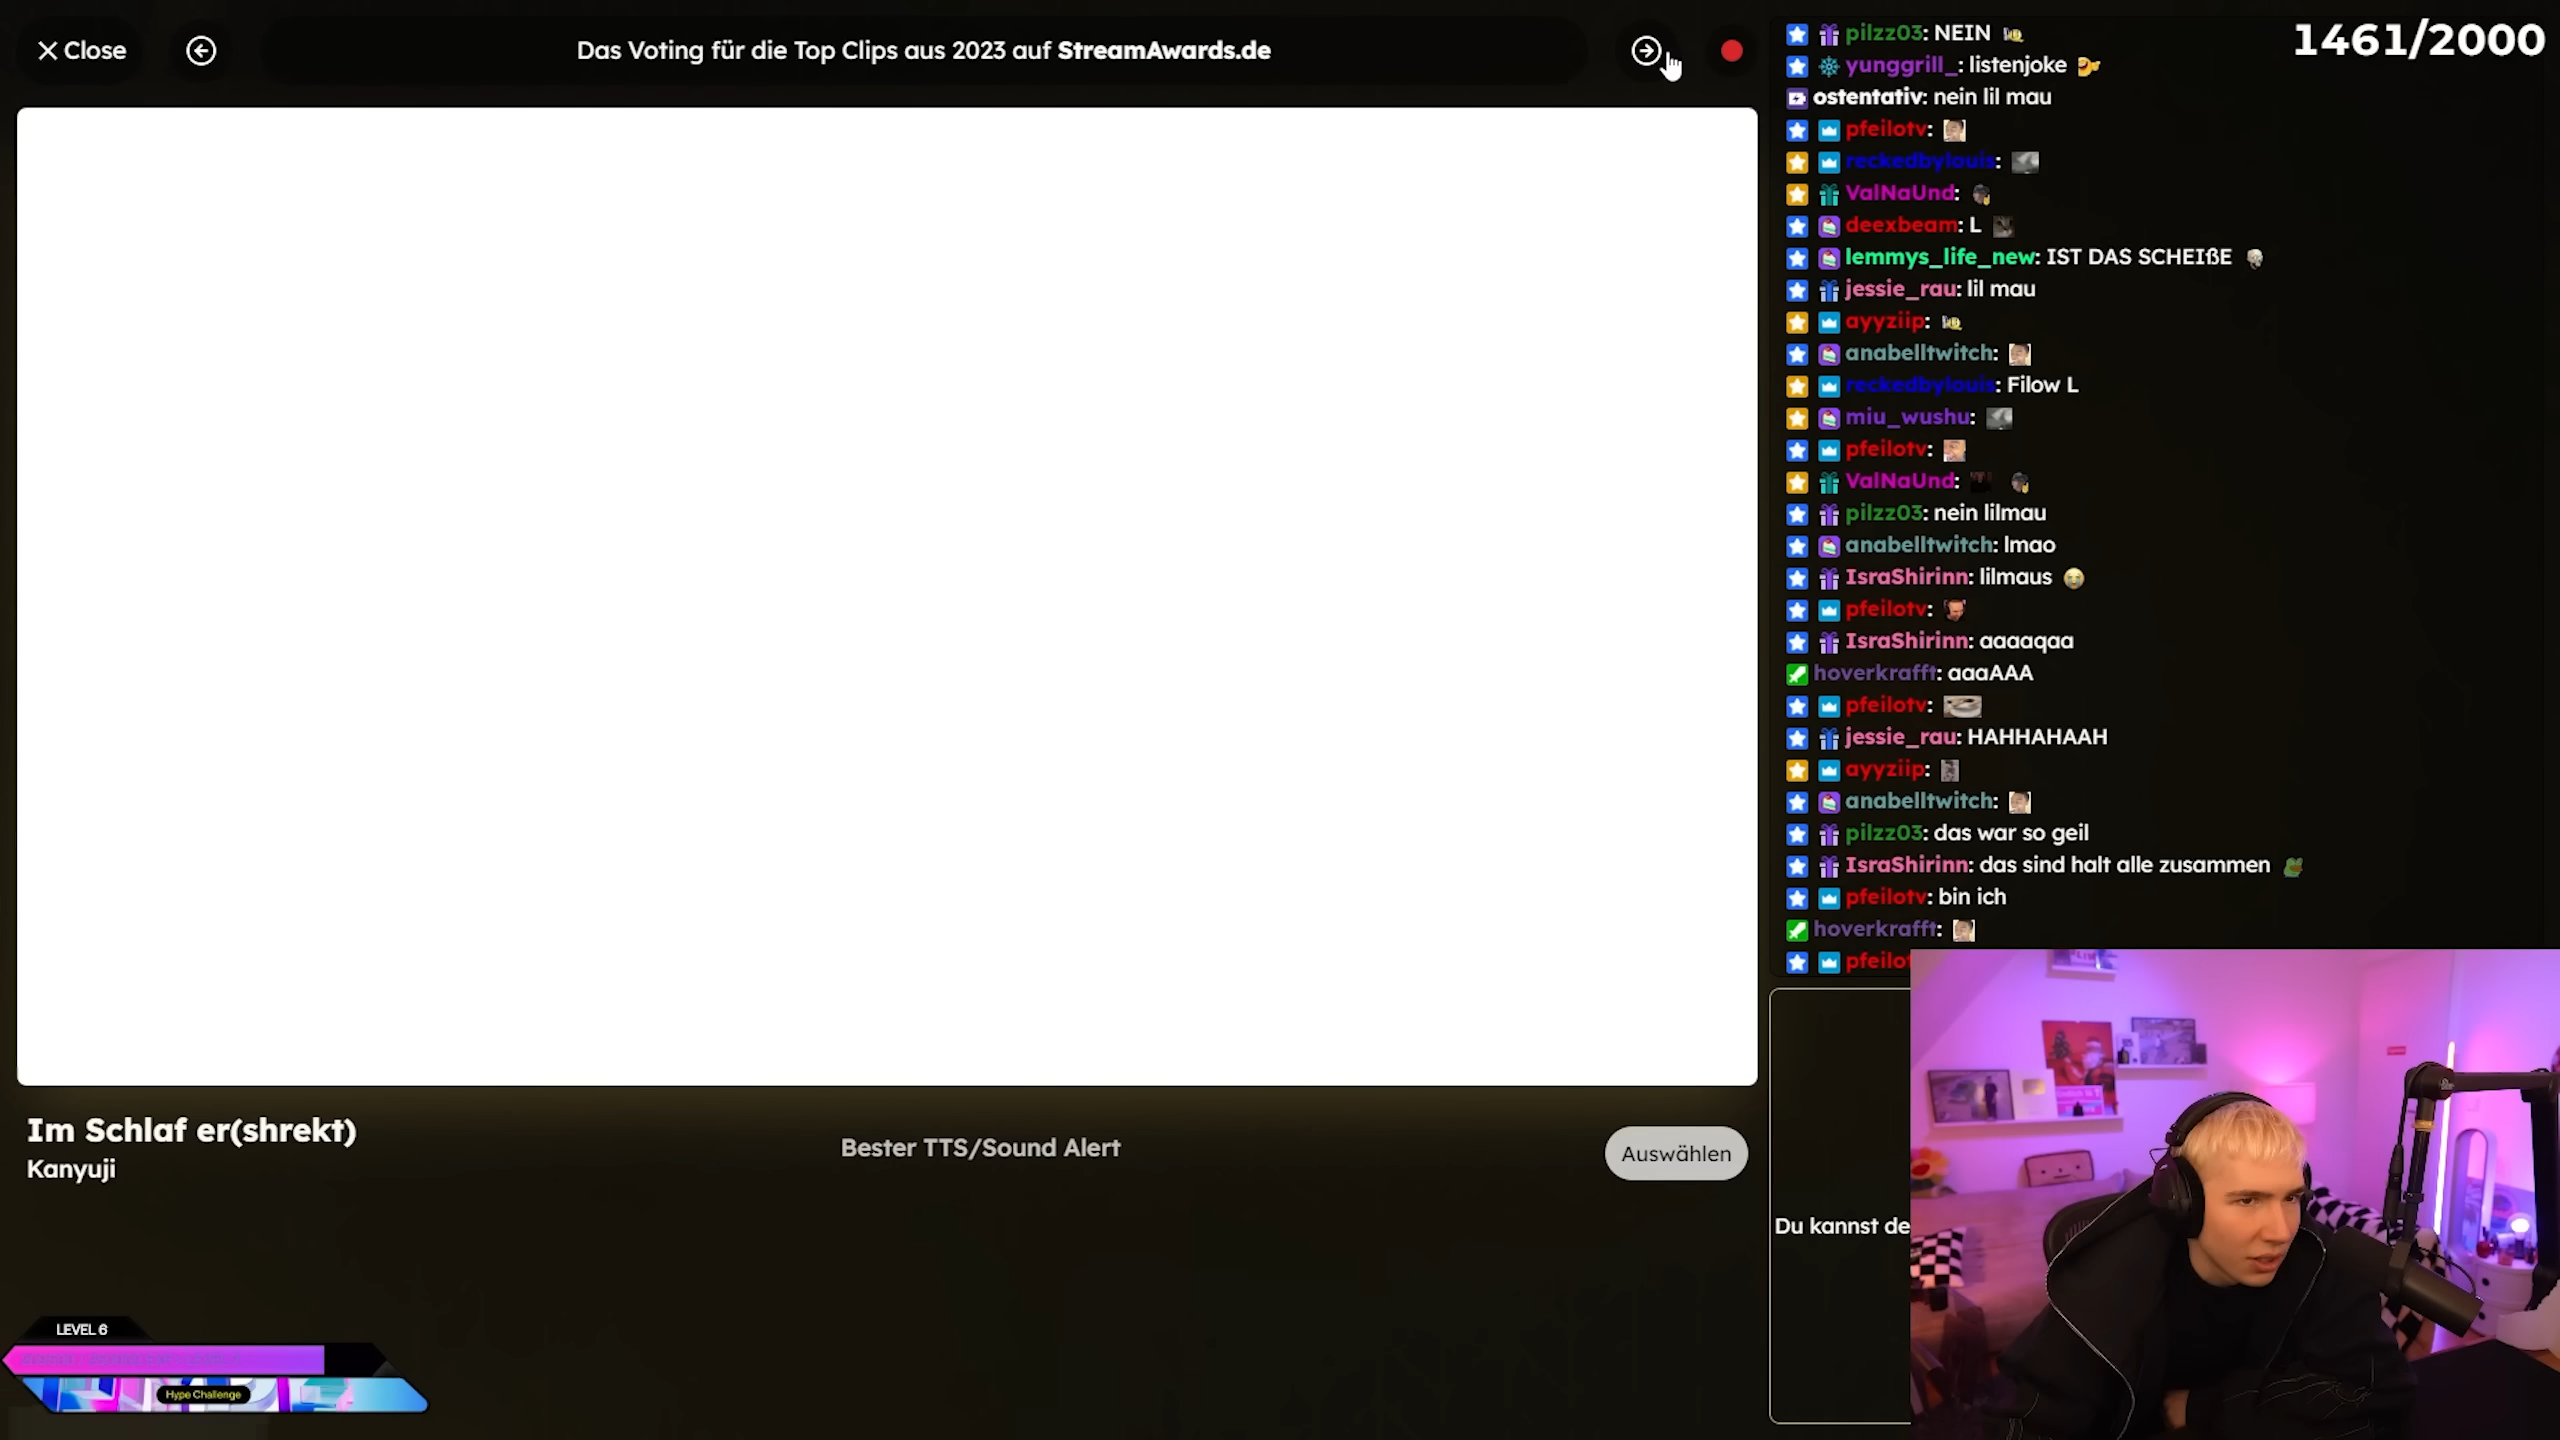 Close
Das Voting für die Top Clips aus 2023 auf StreamAwards.de
1461/2000
pilzz03: NEIN
yunggrill_: listenjoke
ostentativ: nein lil mau
pfeilotv:
reckedbylouis:
ValNaUnd:
deexbeam: L
lemmys_life_new: IST DAS SCHEIßE
jessie_rau: lil mau
ayyziip:
anabelltwitch:
reckedbylouis: Filow L
miu_wushu:
pfeilotv:
ValNaUnd:
pilzz03: nein lilmau
anabelltwitch: lmao
IsraShirinn: lilmaus
pfeilotv:
IsraShirinn: aaaaqaa
hoverkrafft: aaaAAA
pfeilotv:
jessie_rau: HAHHAHAAH
ayyziip:
anabelltwitch:
pilzz03: das war so geil
IsraShirinn: das sind halt alle zusammen
pfeilotv: bin ich
hoverkrafft:
pfeilo
Im Schlaf er(shrekt)
Kanyuji
Bester TTS/Sound Alert
Auswählen
Du kannst de
LEVEL 6
Hype Challenge